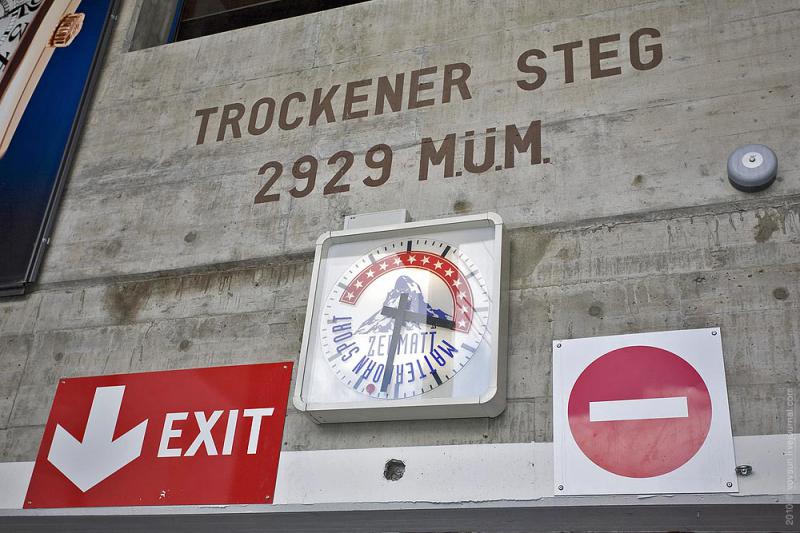 TROCKENER STEG
2929 M.Ü.M.
ZERMATT
MATTERHORN SPORT
EXIT